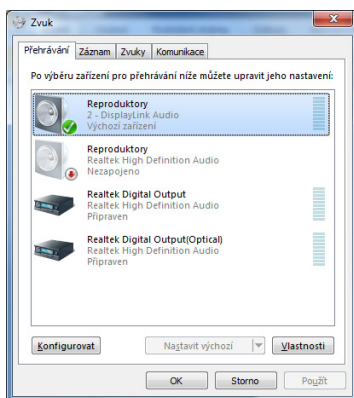 Zvuk
Přehrávání Záznam Zvuky Komunikace
Po výběru zařízení pro přehrávání níže můžete upravit jeho nastavení:
Reproduktory
2 - DisplayLink Audio
Výchozí zařízení
Reproduktory
Realtek High Definition Audio
Nezapojeno
Realtek Digital Output
Realtek High Definition Audio
Připraven
Realtek Digital Output(Optical)
Realtek High Definition Audio
Připraven
Konfigurovat Nastavit výchozí Vlastnosti
OK Storno Použít